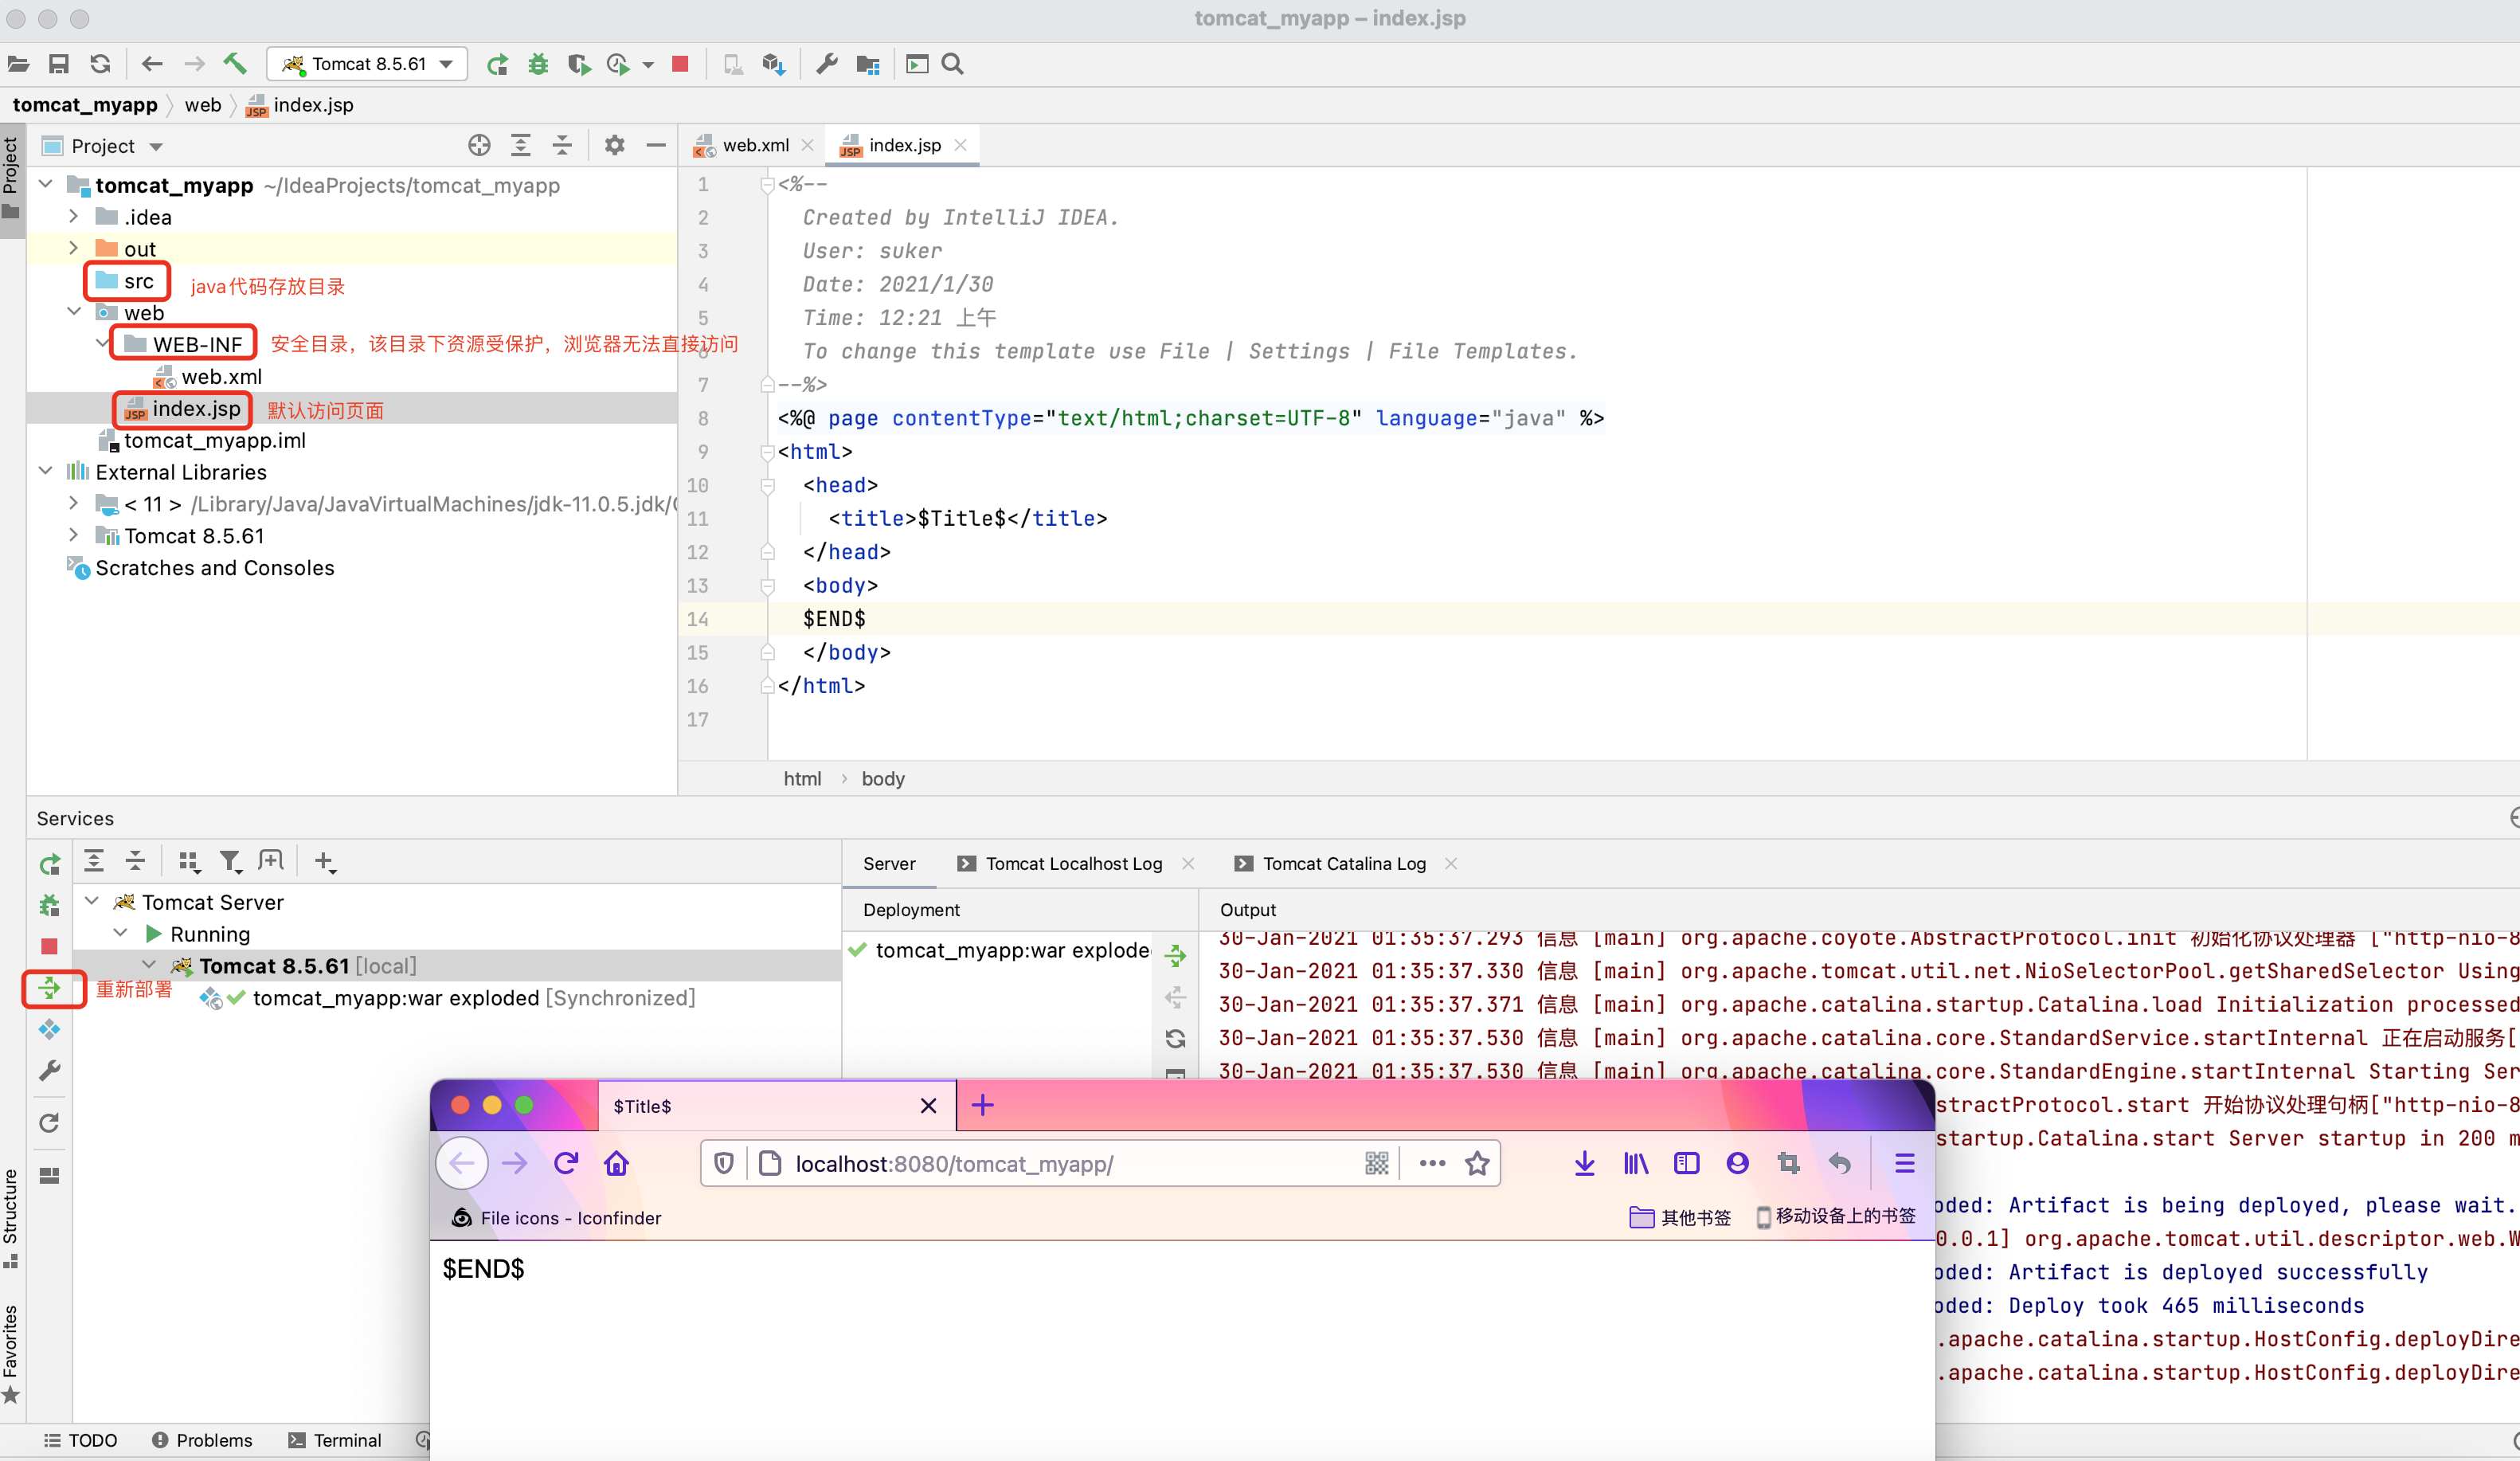 tomcat_myapp – index.jsp
Tomcat 8.5.61
tomcat_myapp
web
index.jsp
Project
Project
tomcat_myapp ~/IdeaProjects/tomcat_myapp
.idea
out
src java代码存放目录
web
WEB-INF 安全目录，该目录下资源受保护，浏览器无法直接访问
web.xml
index.jsp 默认访问页面
tomcat_myapp.iml
External Libraries
< 11 > /Library/Java/JavaVirtualMachines/jdk-11.0.5.jdk/
Tomcat 8.5.61
Scratches and Consoles
web.xml
index.jsp
1 <%--
2 Created by IntelliJ IDEA.
3 User: suker
4 Date: 2021/1/30
5 Time: 12:21 上午
6 To change this template use File | Settings | File Templates.
7 --%>
8 <%@ page contentType="text/html;charset=UTF-8" language="java" %>
9 <html>
10 <head>
11 <title>$Title$</title>
12 </head>
13 <body>
14 $END$
15 </body>
16 </html>
17
html
body
Services
Tomcat Server
Running
Tomcat 8.5.61 [local]
重新部署
tomcat_myapp:war exploded [Synchronized]
Server
Tomcat Localhost Log
Tomcat Catalina Log
Deployment
Output
tomcat_myapp:war explode
30-Jan-2021 01:35:37.293 信息 [main] org.apache.coyote.AbstractProtocol.init 初始化协议处理器 ["http-nio-8
30-Jan-2021 01:35:37.330 信息 [main] org.apache.tomcat.util.net.NioSelectorPool.getSharedSelector Using
30-Jan-2021 01:35:37.371 信息 [main] org.apache.catalina.startup.Catalina.load Initialization processed
30-Jan-2021 01:35:37.530 信息 [main] org.apache.catalina.core.StandardService.startInternal 正在启动服务[
30-Jan-2021 01:35:37.530 信息 [main] org.apache.catalina.core.StandardEngine.startInternal Starting Ser
stractProtocol.start 开始协议处理句柄["http-nio-8
startup.Catalina.start Server startup in 200 m
oded: Artifact is being deployed, please wait.
0.0.1] org.apache.tomcat.util.descriptor.web.W
oded: Artifact is deployed successfully
oded: Deploy took 465 milliseconds
.apache.catalina.startup.HostConfig.deployDire
.apache.catalina.startup.HostConfig.deployDire
$Title$
localhost:8080/tomcat_myapp/
File icons - Iconfinder
其他书签
移动设备上的书签
$END$
Structure
Favorites
TODO
Problems
Terminal